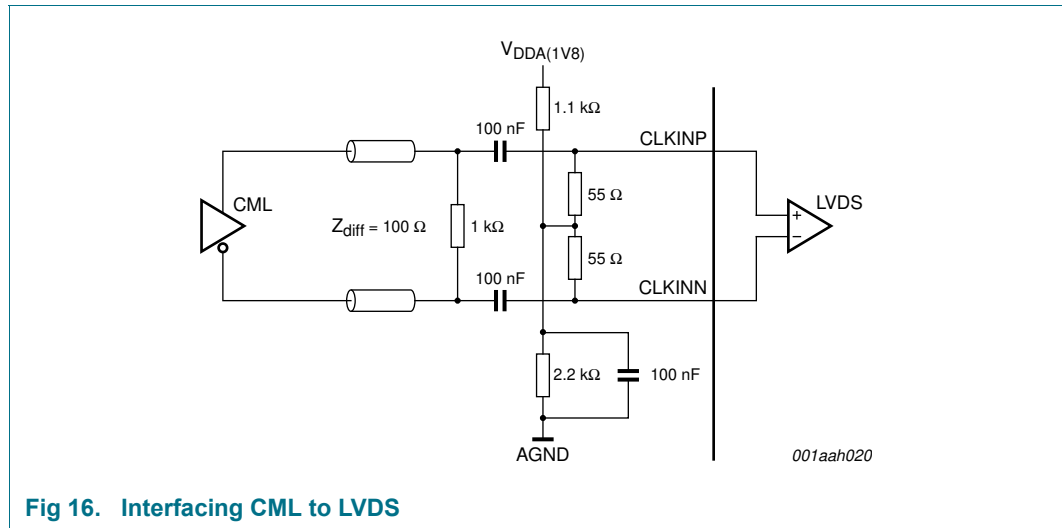 VDDA(1V8)
1.1 kΩ
100 nF
CLKINP
55 Ω
CML
LVDS
+
−
Zdiff = 100 Ω
1 kΩ
55 Ω
100 nF
CLKINN
2.2 kΩ
100 nF
AGND
001aah020
Fig 16. Interfacing CML to LVDS